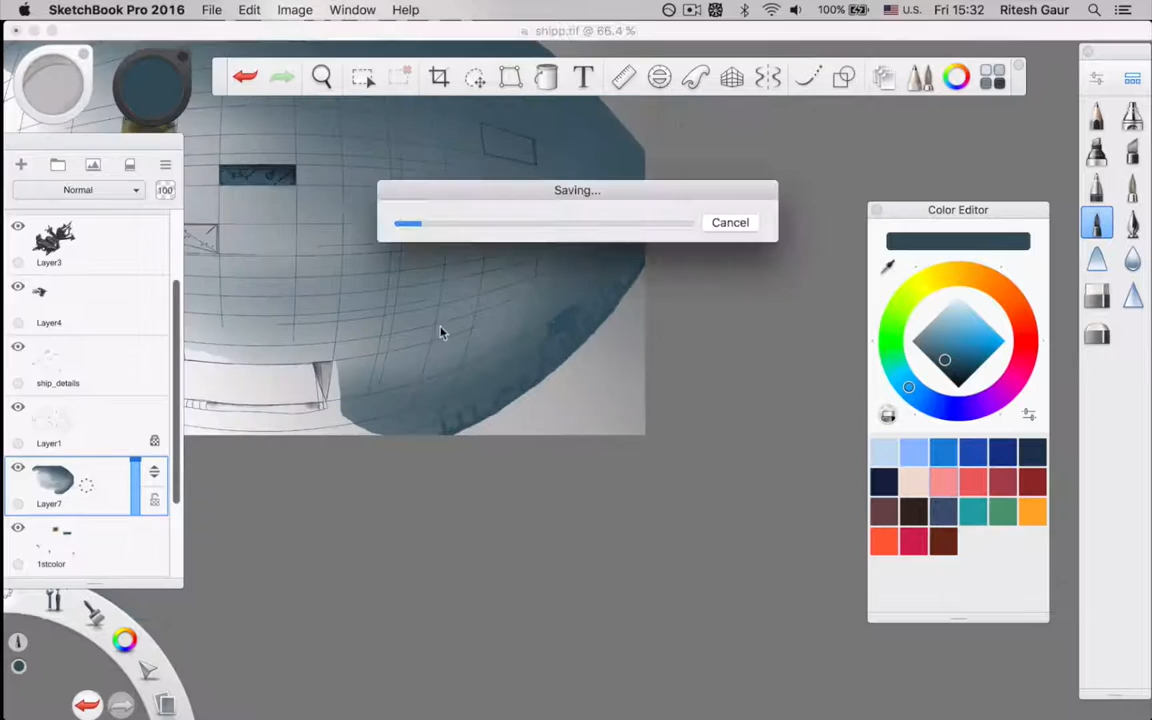 SketchBook Pro 2016 File Edit Image Window Help 100% U.S. Fri 15:32 Ritesh Gaur
shipp.tif @ 66.4 %
T
Saving...
Cancel
Normal
100
Layer3
Layer4
ship_details
Layer1
Layer7
1stcolor
Color Editor